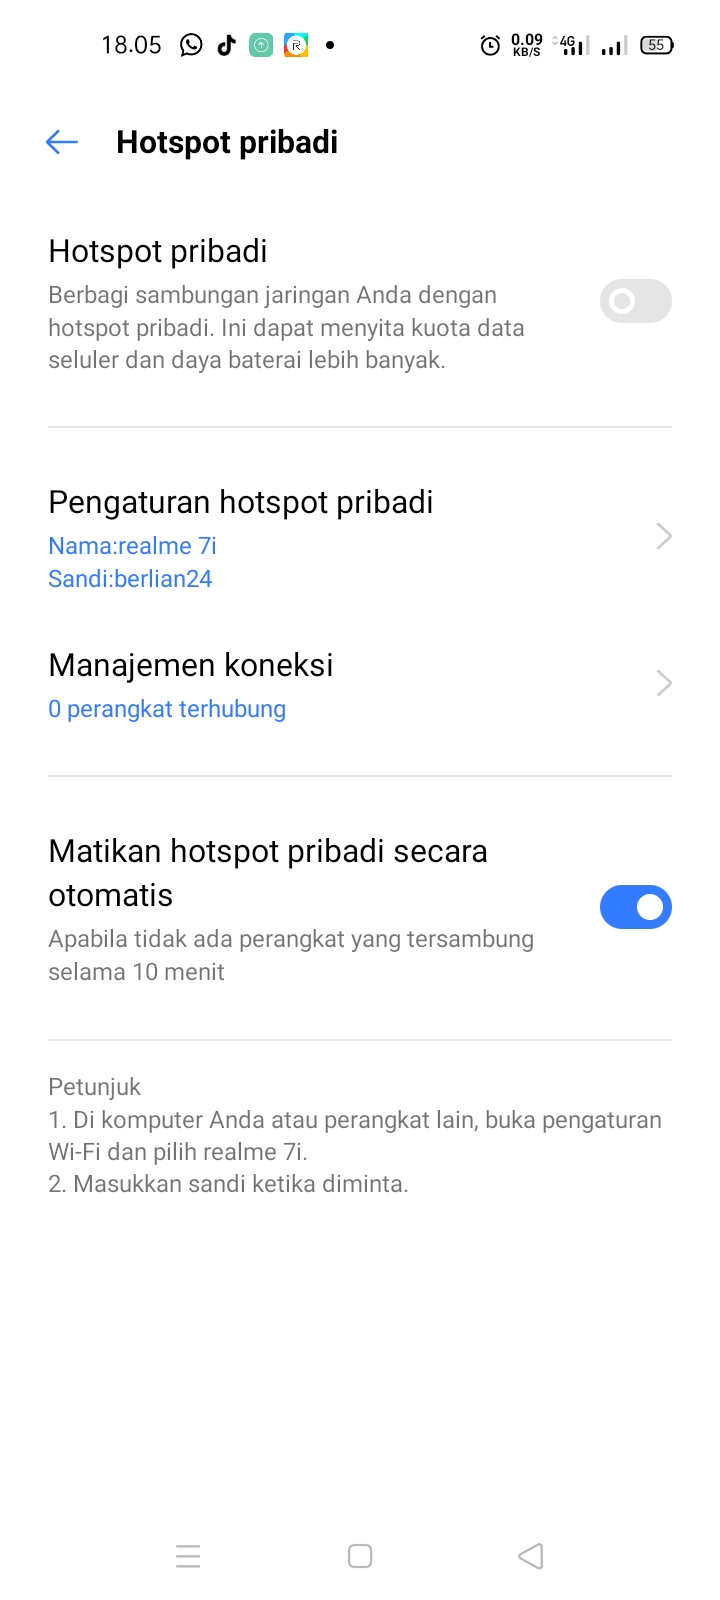 18.05
0.09
KB/S
4G
55
Hotspot pribadi
Hotspot pribadi
Berbagi sambungan jaringan Anda dengan
hotspot pribadi. Ini dapat menyita kuota data
seluler dan daya baterai lebih banyak.
Pengaturan hotspot pribadi
Nama:realme 7i
Sandi:berlian24
Manajemen koneksi
0 perangkat terhubung
Matikan hotspot pribadi secara
otomatis
Apabila tidak ada perangkat yang tersambung
selama 10 menit
Petunjuk
1. Di komputer Anda atau perangkat lain, buka pengaturan
Wi-Fi dan pilih realme 7i.
2. Masukkan sandi ketika diminta.